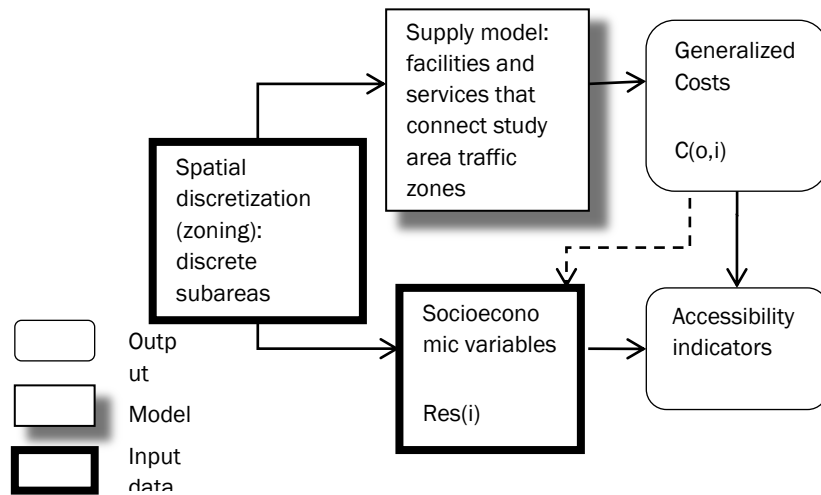 Supply model:
facilities and
services that
connect study
area traffic
zones
Generalized
Costs
C(o,i)
Spatial
discretization
(zoning):
discrete
subareas
Socioecono
mic variables
Res(i)
Accessibility
indicators
Outp
ut
Model
Input
data